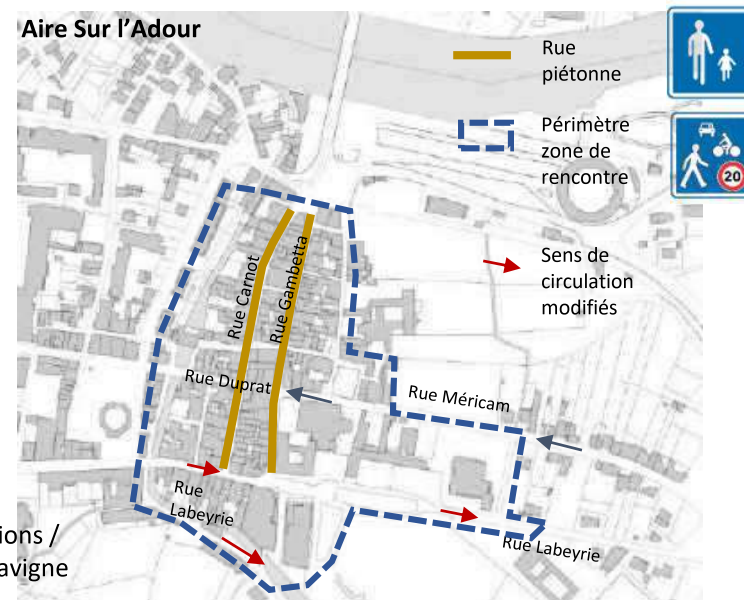 Aire Sur l'Adour
Rue
piétonne
Périmètre
zone de
rencontre
20
Sens de
circulation
modifiés
Rue Carnot
Rue Gambetta
Rue Duprat
Rue Méricam
Rue
Labeyrie
Rue Labeyrie
ions /
avigne